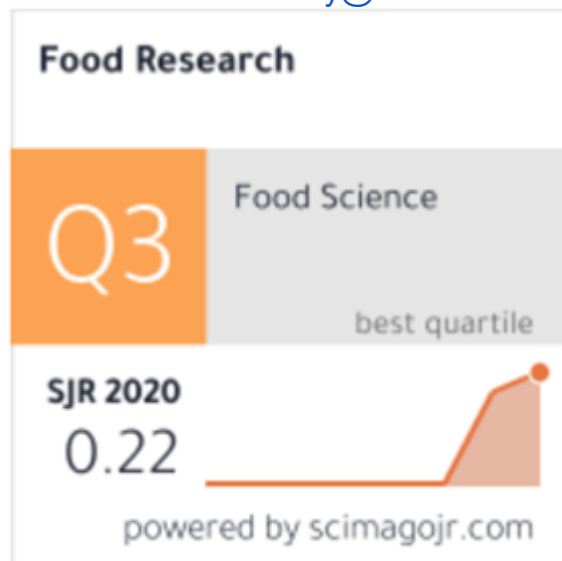 Food Research
Q3
Food Science
best quartile
SJR 2020
0.22
powered by scimagojr.com